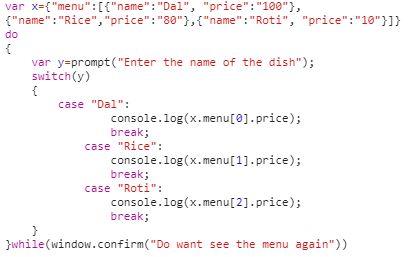 var x={"menu":[{"name":"Dal", "price":"100"},
{"name":"Rice","price":"80"},{"name":"Roti", "price":"10"}]}
do
{
    var y=prompt("Enter the name of the dish");
    switch(y)
    {
        case "Dal":
                console.log(x.menu[0].price);
                break;
            case "Rice":
                console.log(x.menu[1].price);
                break;
            case "Roti":
                console.log(x.menu[2].price);
                break;
    }
}while(window.confirm("Do want see the menu again"))